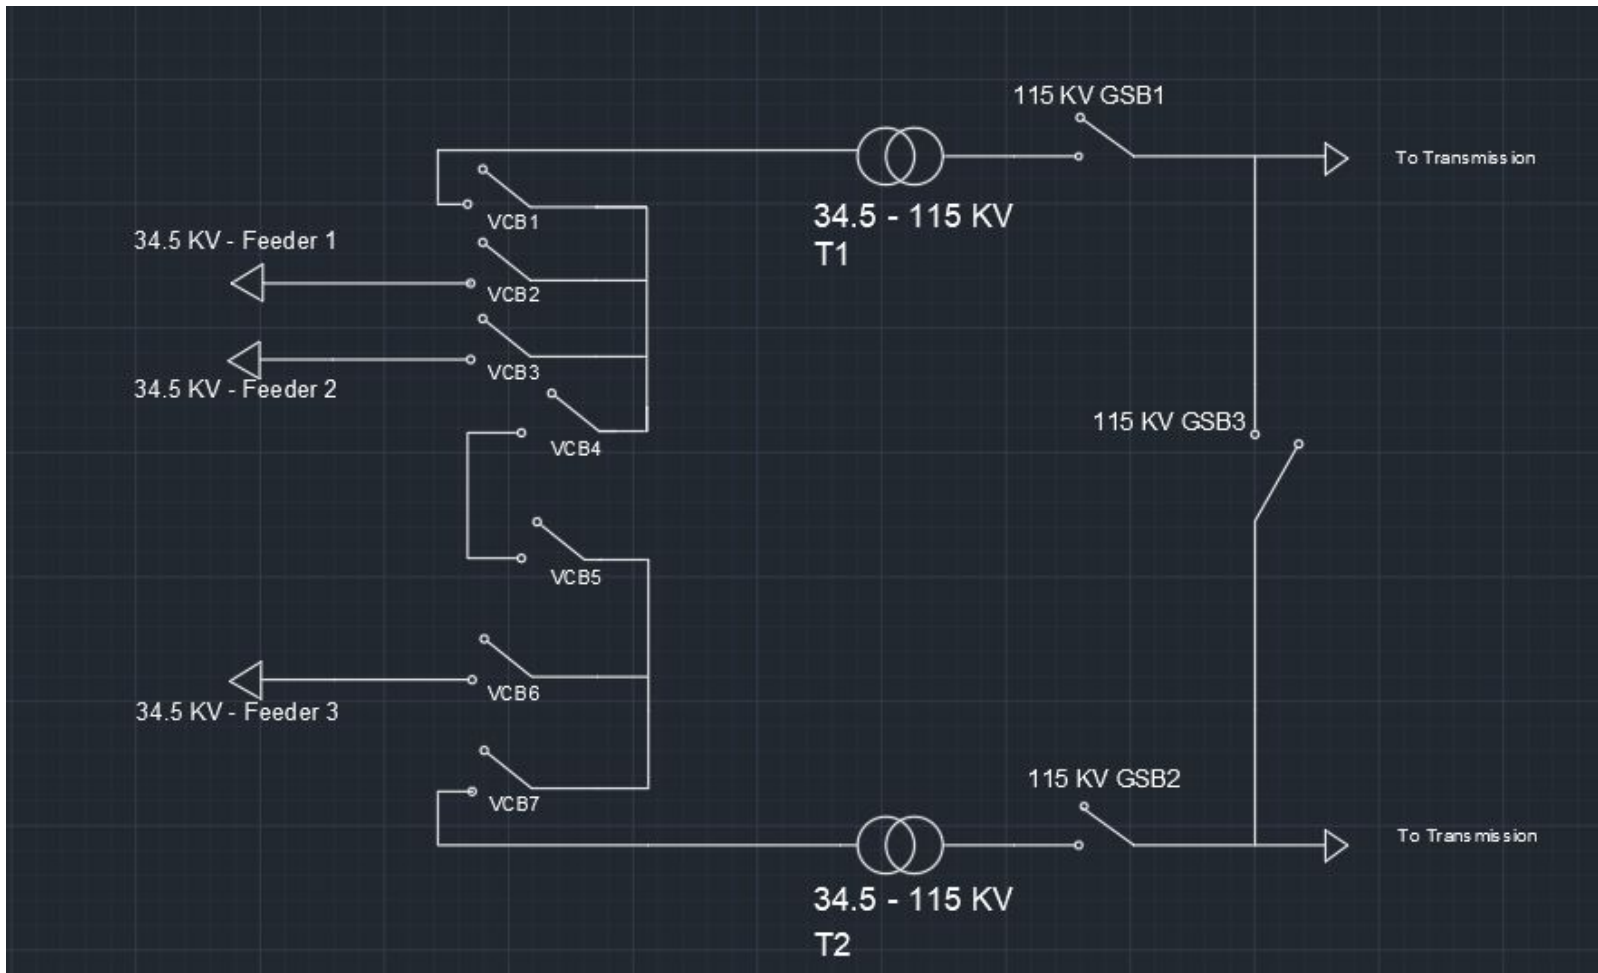 115 KV GSB1
To Transmission
34.5 - 115 KV
T1
VCB1
34.5 KV - Feeder 1
VCB2
VCB3
34.5 KV - Feeder 2
115 KV GSB3
VCB4
VCB5
VCB6
34.5 KV - Feeder 3
115 KV GSB2
VCB7
To Transmission
34.5 - 115 KV
T2